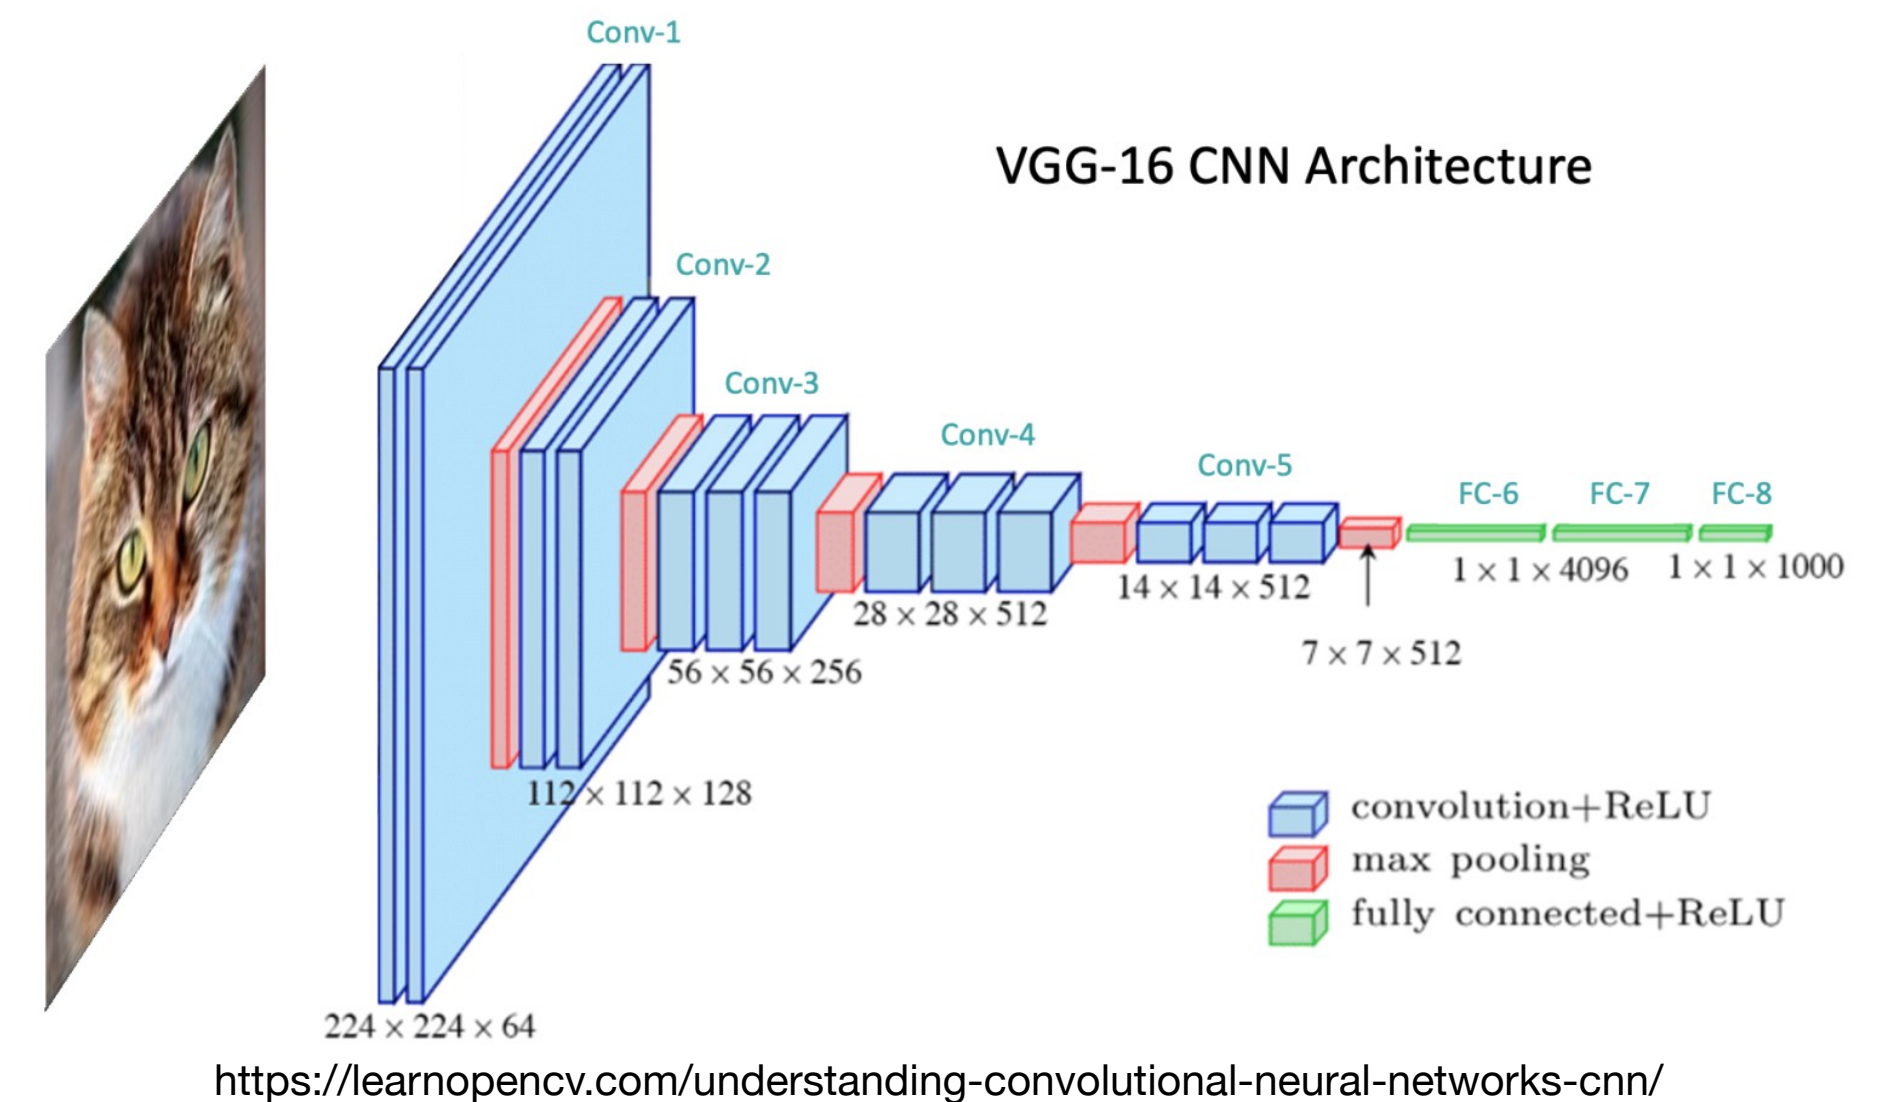 Conv-1
VGG-16 CNN Architecture
Conv-2
Conv-3
Conv-4
Conv-5
FC-6
FC-7
FC-8
1 × 1 × 4096
1 × 1 × 1000
14 × 14 × 512
28 × 28 × 512
7 × 7 × 512
56 × 56 × 256
112 × 112 × 128
convolution+ReLU
max pooling
fully connected+ReLU
224 × 224 × 64
https://learnopencv.com/understanding-convolutional-neural-networks-cnn/